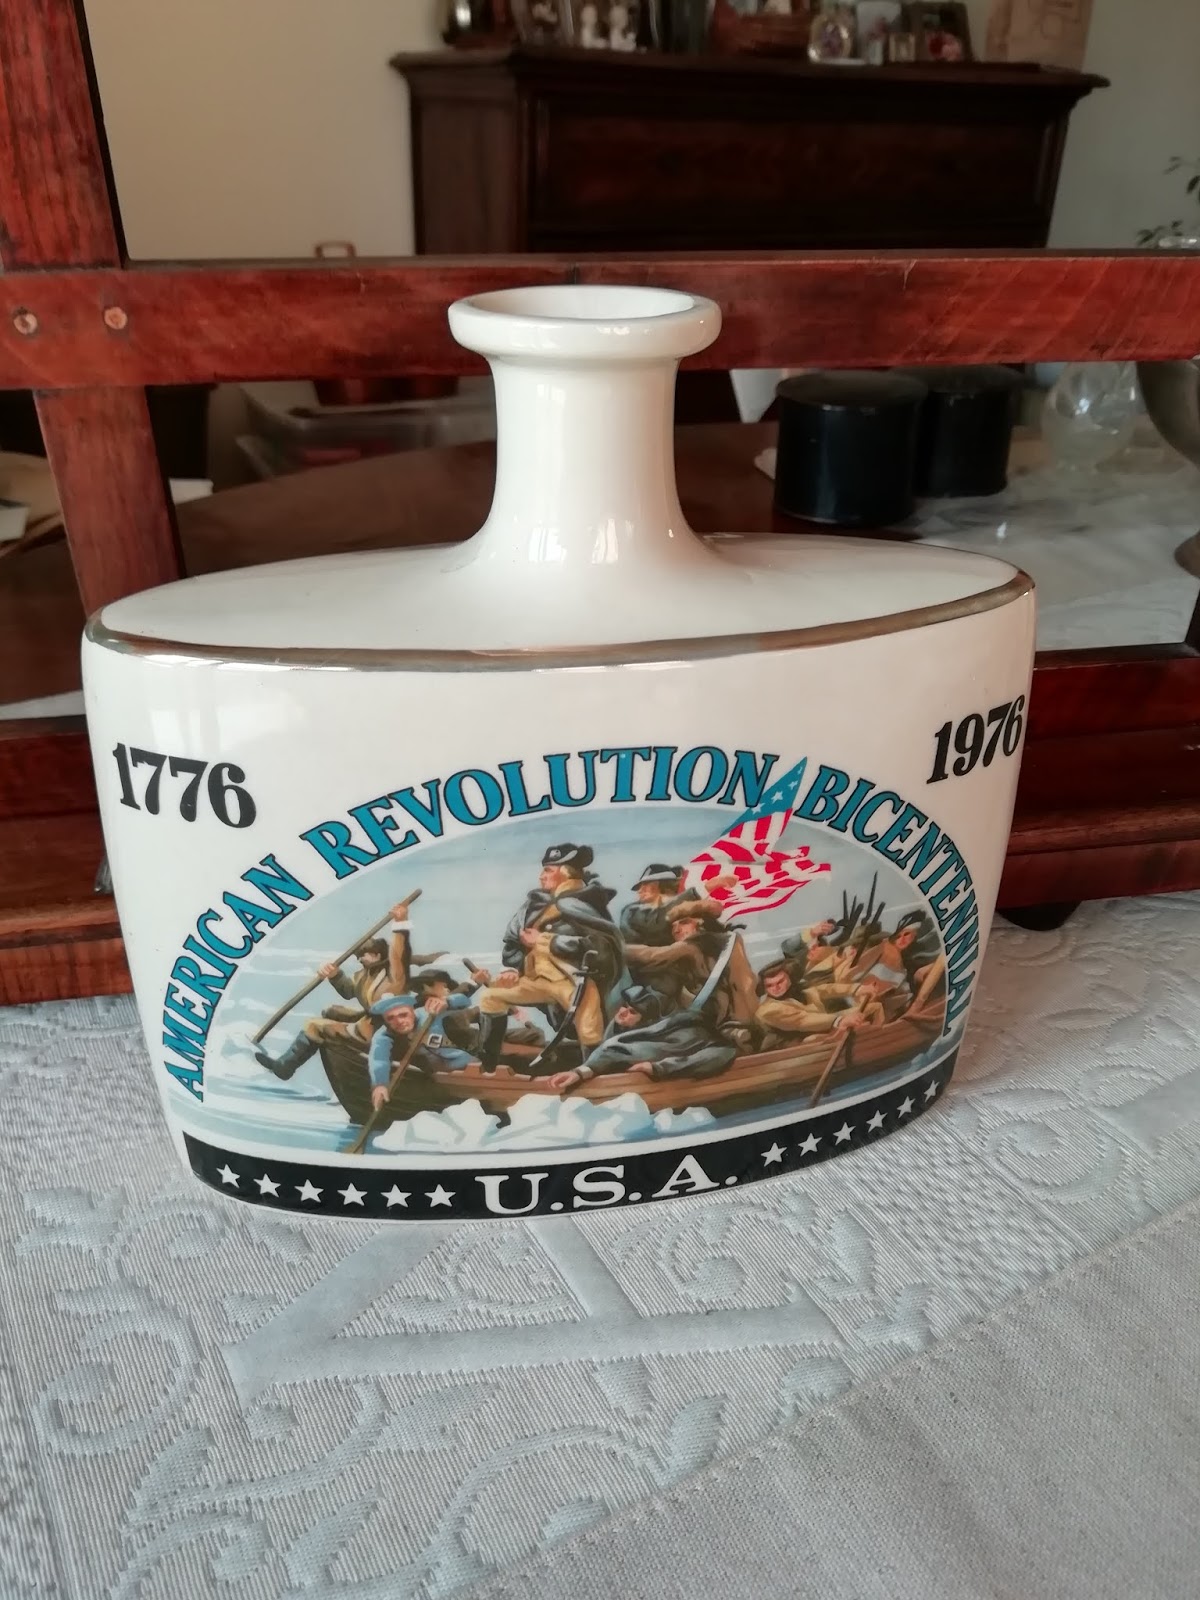 1776
1976
AMERICAN REVOLUTION BICENTENNIAL
U.S.A.